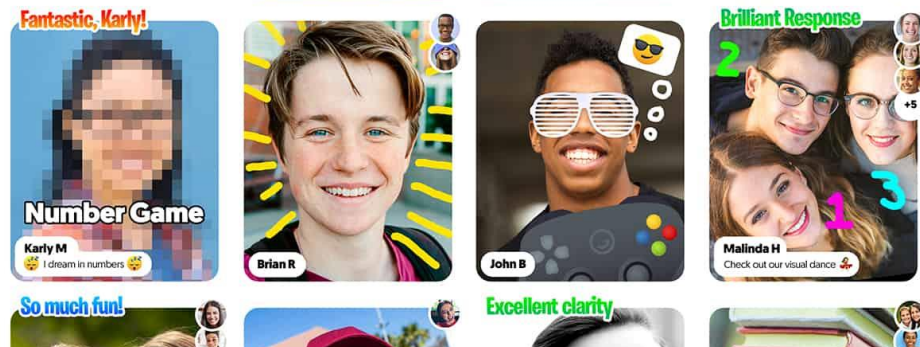 Fantastic, Karly!
Brilliant Response
2
+5
Number Game
1
3
Karly M
😴 I dream in numbers 😴
Brian R
John B
Malinda H
Check out our visual dance 💃
So much fun!
Excellent clarity